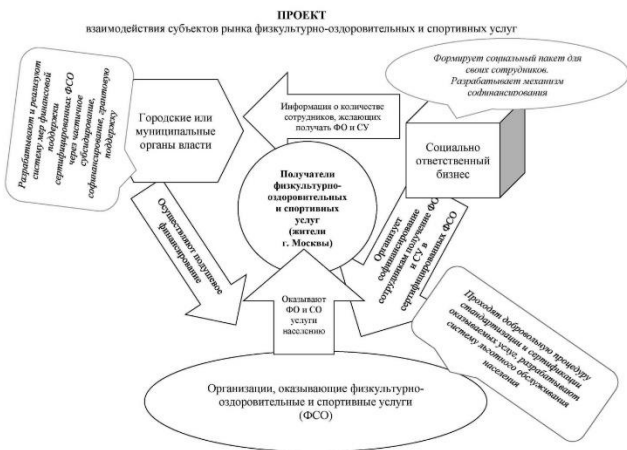 ПРОЕКТ
взаимодействия субъектов рынка физкультурно-оздоровительных и спортивных услуг
Разрабатывают и реализуют
систему мер финансовой
поддержки
сертифицированных ФСО
через частичное
субсидирование,
софинансирование, грантовую
поддержку
Городские или
муниципальные
органы власти
Информация о количестве
сотрудников, желающих
получать ФО и СУ
Формирует социальный пакет для
своих сотрудников.
Разрабатывает механизм
софинансирования
Социально
ответственный
бизнес
Получатели
физкультурно-
оздоровительных
и спортивных
услуг
(жители
г. Москвы)
Осуществляют подушевое
финансирование
Организует
софинансирование
сотрудникам получение ФО
и СУ в
сертифицированных ФСО
Оказывают
ФО и СО
услуги
населению
Проходят добровольную процедуру
стандартизации и сертификации
оказываемых услуг, разрабатывают
систему льготного обслуживания
населения
Организации, оказывающие физкультурно-
оздоровительные и спортивные услуги
(ФСО)